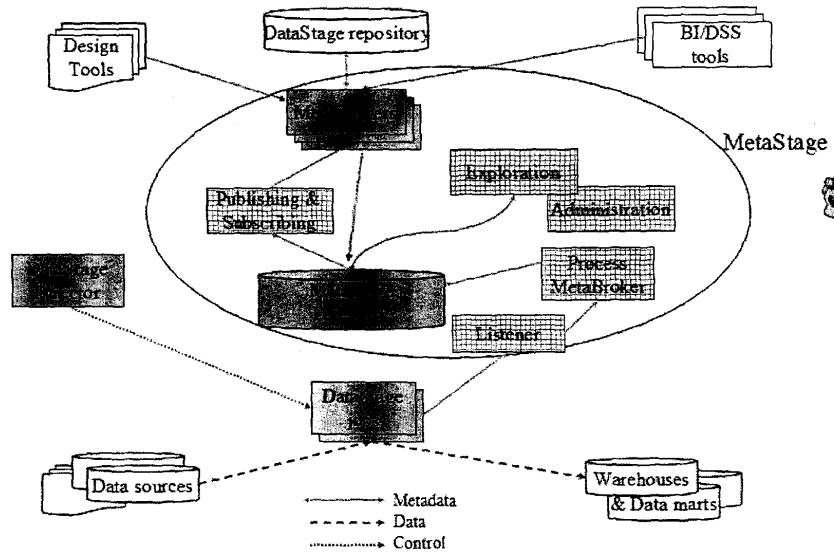 DataStage repository
Design
Tools
BI/DSS
tools
MetaStage
Exploration
Administration
Publishing &
Subscribing
Process
MetaBroker
Listener
DataStage
Data sources
Warehouses
& Data marts
Metadata
Data
Control